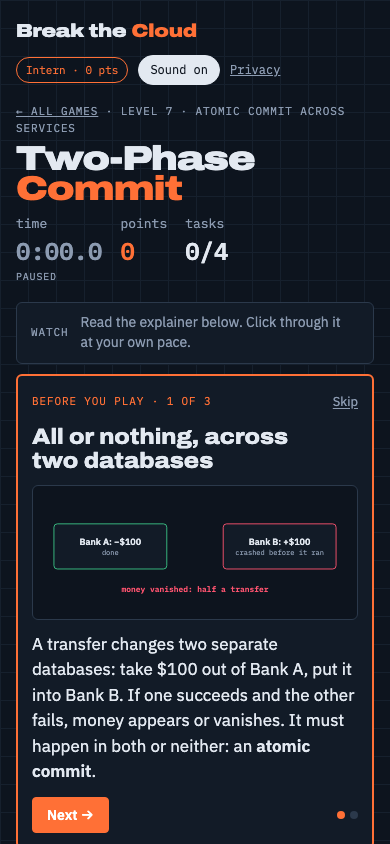 Break the Cloud
Intern · 0 pts
Sound on
Privacy
← ALL GAMES · LEVEL 7 · ATOMIC COMMIT ACROSS
SERVICES
Two-Phase
Commit
time points tasks
0:00.0 0 0/4
PAUSED
WATCH
Read the explainer below. Click through it
at your own pace.
BEFORE YOU PLAY · 1 OF 3
Skip
All or nothing, across
two databases
Bank A: −$100
done
Bank B: +$100
crashed before it ran
money vanished: half a transfer
A transfer changes two separate
databases: take $100 out of Bank A, put it
into Bank B. If one succeeds and the other
fails, money appears or vanishes. It must
happen in both or neither: an atomic
commit.
Next →